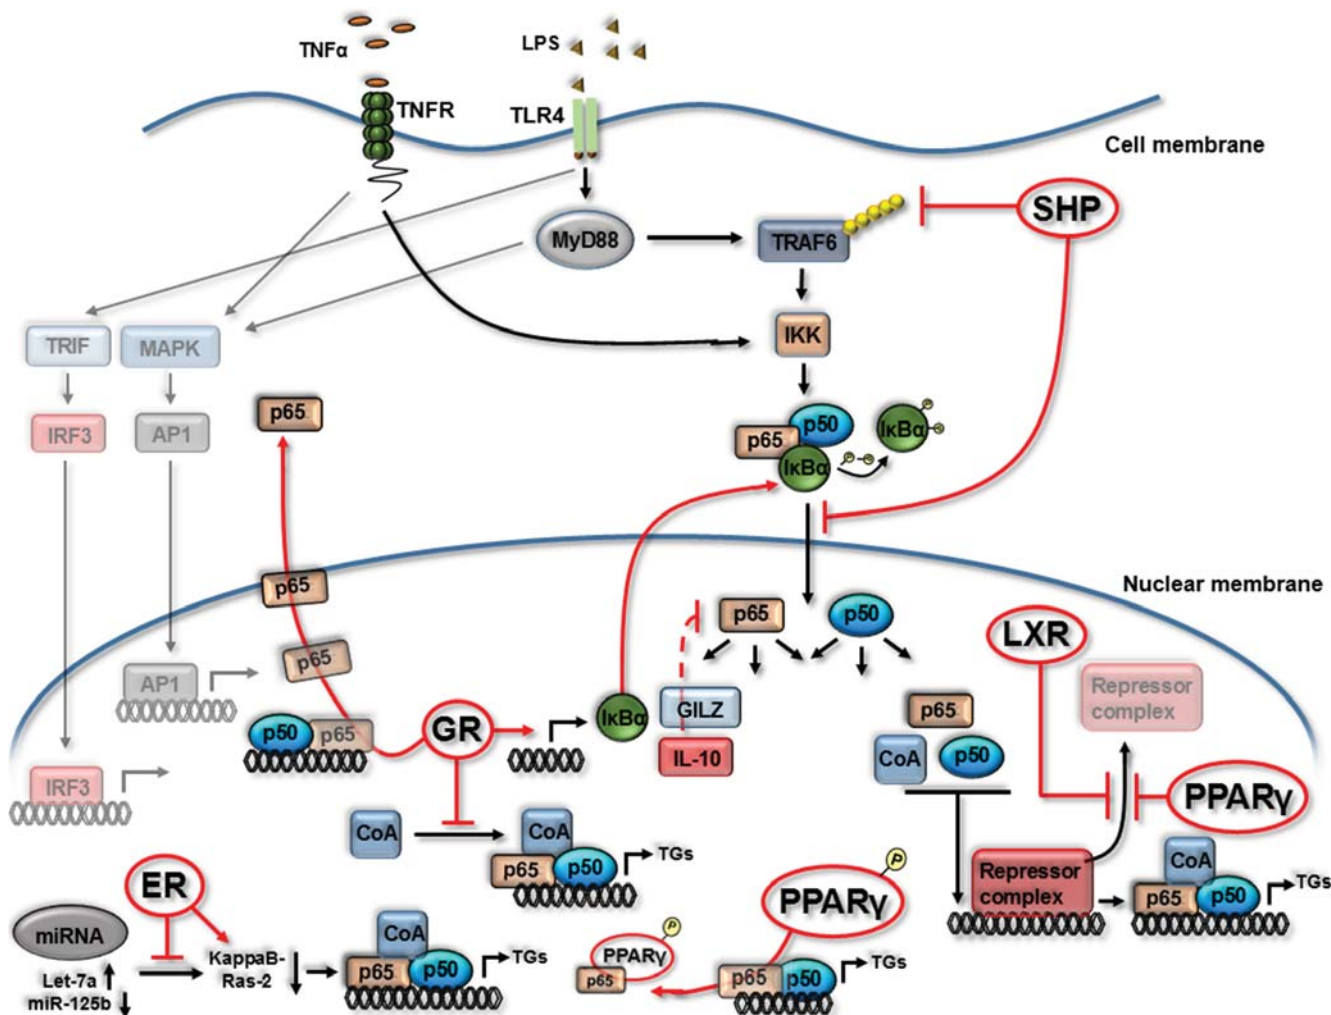 TNFα
LPS
TNFR
TLR4
Cell membrane
SHP
MyD88
TRAF6
TRIF
MAPK
IKK
p65
IRF3
AP1
p50
p65
IκBα
IκBα
P
P
P
P
p65
Nuclear membrane
p65
p50
LXR
p65
Repressor
complex
AP1
p65
GILZ
IκBα
p50
p65
GR
IL-10
CoA
p50
IRF3
PPARγ
CoA
CoA
p65
p50
TGs
P
CoA
ER
PPARγ
Repressor
complex
p65
p50
TGs
miRNA
CoA
P
KappaB-
Ras-2
PPARγ
p65
p50
TGs
p65
p50
TGs
p65
Let-7a
miR-125b